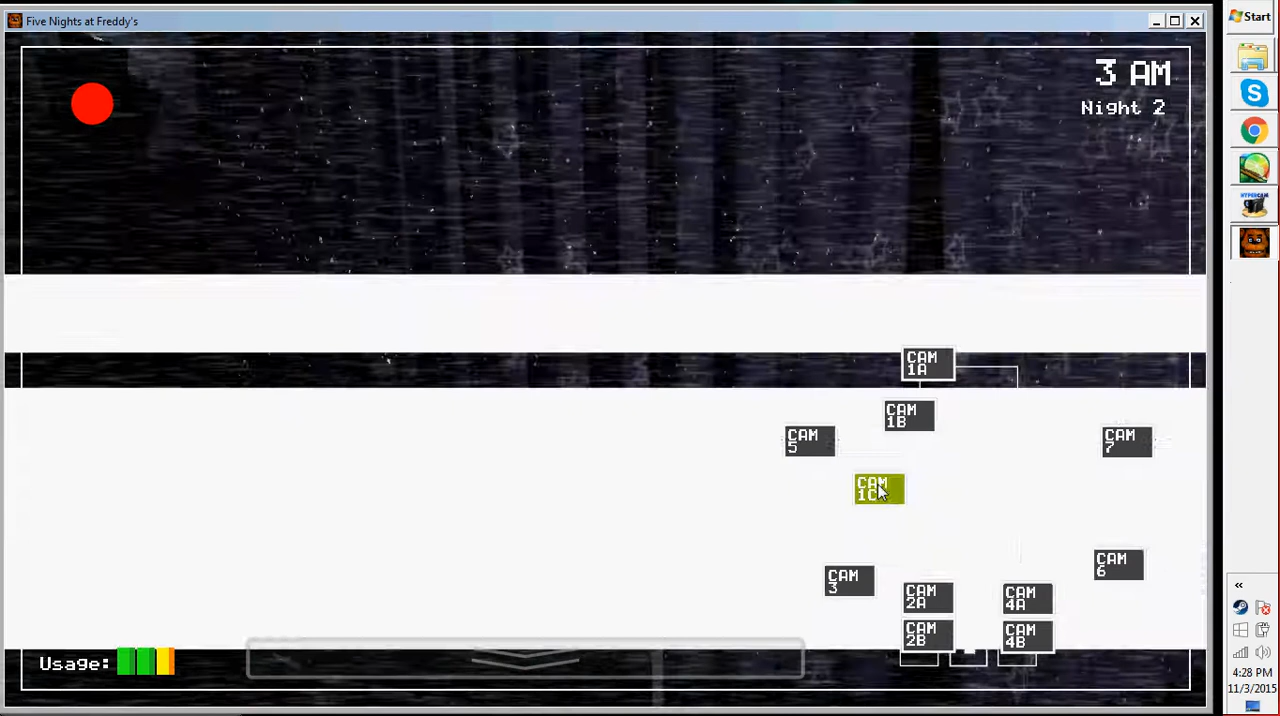 Five Nights at Freddy's
Start
3 AM
Night 2
CAM
1A
CAM
1B
CAM
5
CAM
7
CAM
1C
CAM
6
CAM
3
CAM
2A
CAM
4A
CAM
2B
CAM
4B
Usage:
HYPERCAM
«
4:28 PM
11/3/2015